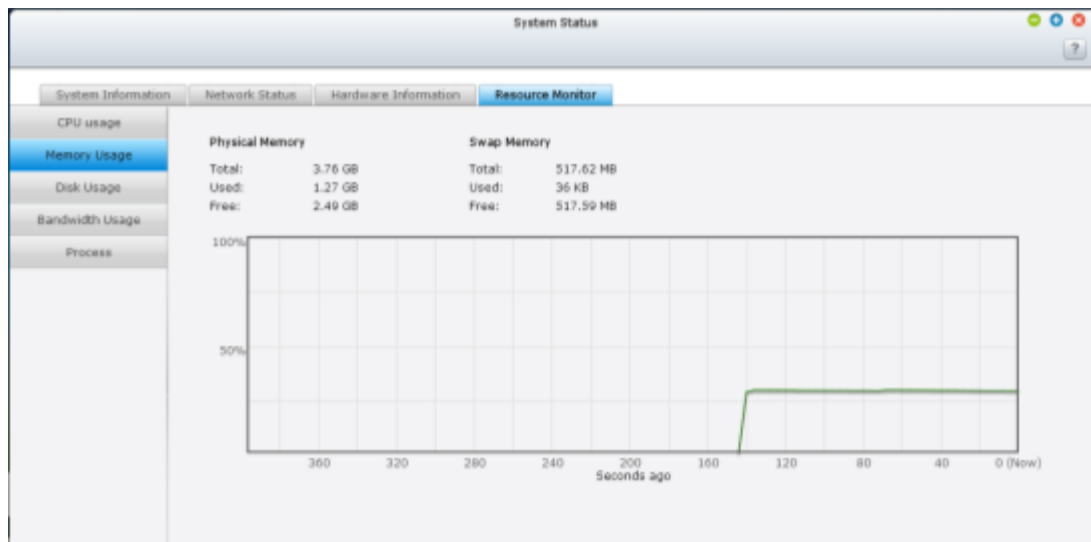 System Status
?
System Information Network Status Hardware Information Resource Monitor
CPU usage
Memory Usage
Disk Usage
Bandwidth Usage
Process
Physical Memory
Total: 3.76 GB
Used: 1.27 GB
Free: 2.49 GB
Swap Memory
Total: 517.62 MB
Used: 36 KB
Free: 517.59 MB
100%
50%
360 320 280 240 200 160 120 80 40 0 (Now)
Seconds ago